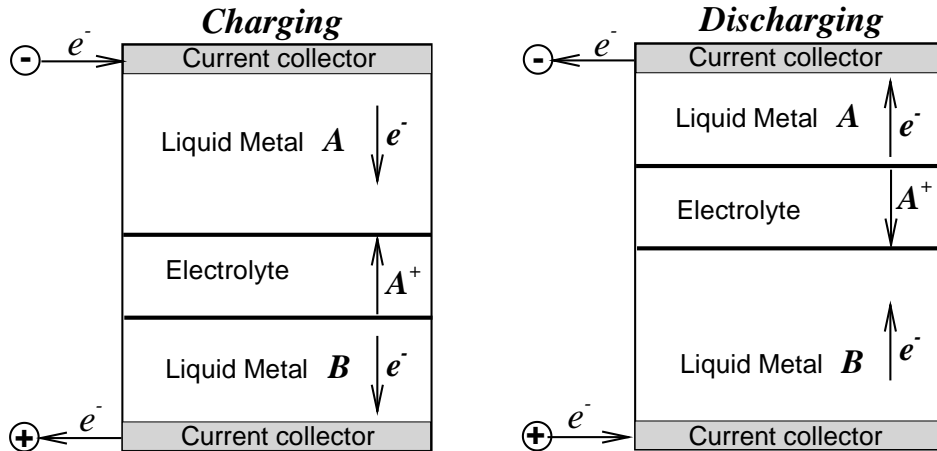 Charging
-
e-
Current collector
Liquid Metal A
e-
Electrolyte
A+
Liquid Metal B
e-
+
e-
Current collector
Discharging
-
e-
Current collector
Liquid Metal A
e-
Electrolyte
A+
Liquid Metal B
e-
+
e-
Current collector